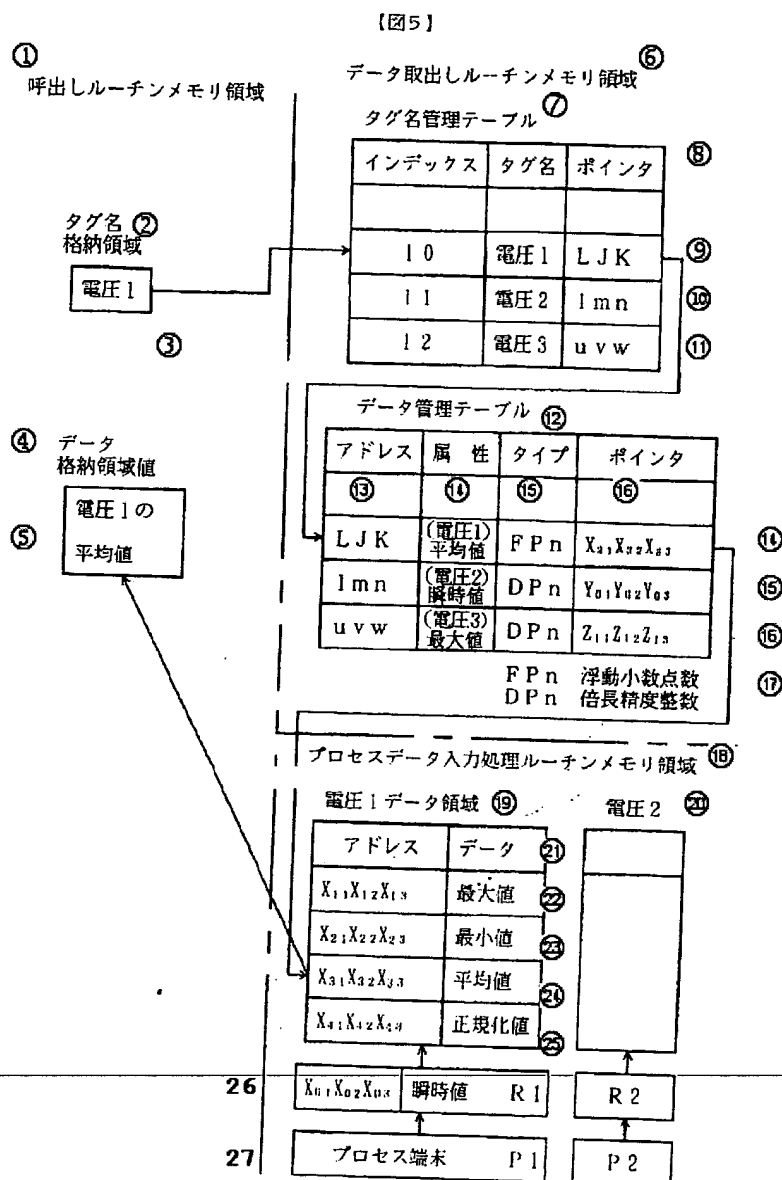 【図5】
①
呼出しルーチンメモリ領域
タグ名 ②
格納領域
電圧1
③
④ データ
格納領域値
⑤
電圧1の
平均値
データ取出しルーチンメモリ領域 ⑥
タグ名管理テーブル ⑦
インデックス タグ名 ポインタ ⑧
10 電圧1 LJK ⑨
11 電圧2 lmn ⑩
12 電圧3 uvw ⑪
データ管理テーブル ⑫
アドレス 属性 タイプ ポインタ
⑬ ⑭ ⑮ ⑯
LJK (電圧1)平均値 FPn X₃₁X₃₂X₃₃ ⑭
lmn (電圧2)瞬時値 DPn Y₀₁Y₀₂Y₀₃ ⑮
uvw (電圧3)最大値 DPn Z₁₁Z₁₂Z₁₃ ⑯
FPn 浮動小数点数 ⑰
DPn 倍長精度整数
プロセスデータ入力処理ルーチンメモリ領域 ⑱
電圧1データ領域 ⑲
電圧2 ⑳
アドレス データ ㉑
X₁₁X₁₂X₁₃ 最大値 ㉒
X₂₁X₂₂X₂₃ 最小値 ㉓
X₃₁X₃₂X₃₃ 平均値 ㉔
X₄₁X₄₂X₄₃ 正規化値 ㉕
26 X₀₁X₀₂X₀₃ 瞬時値 R1
R2
27 プロセス端末 P1
P2